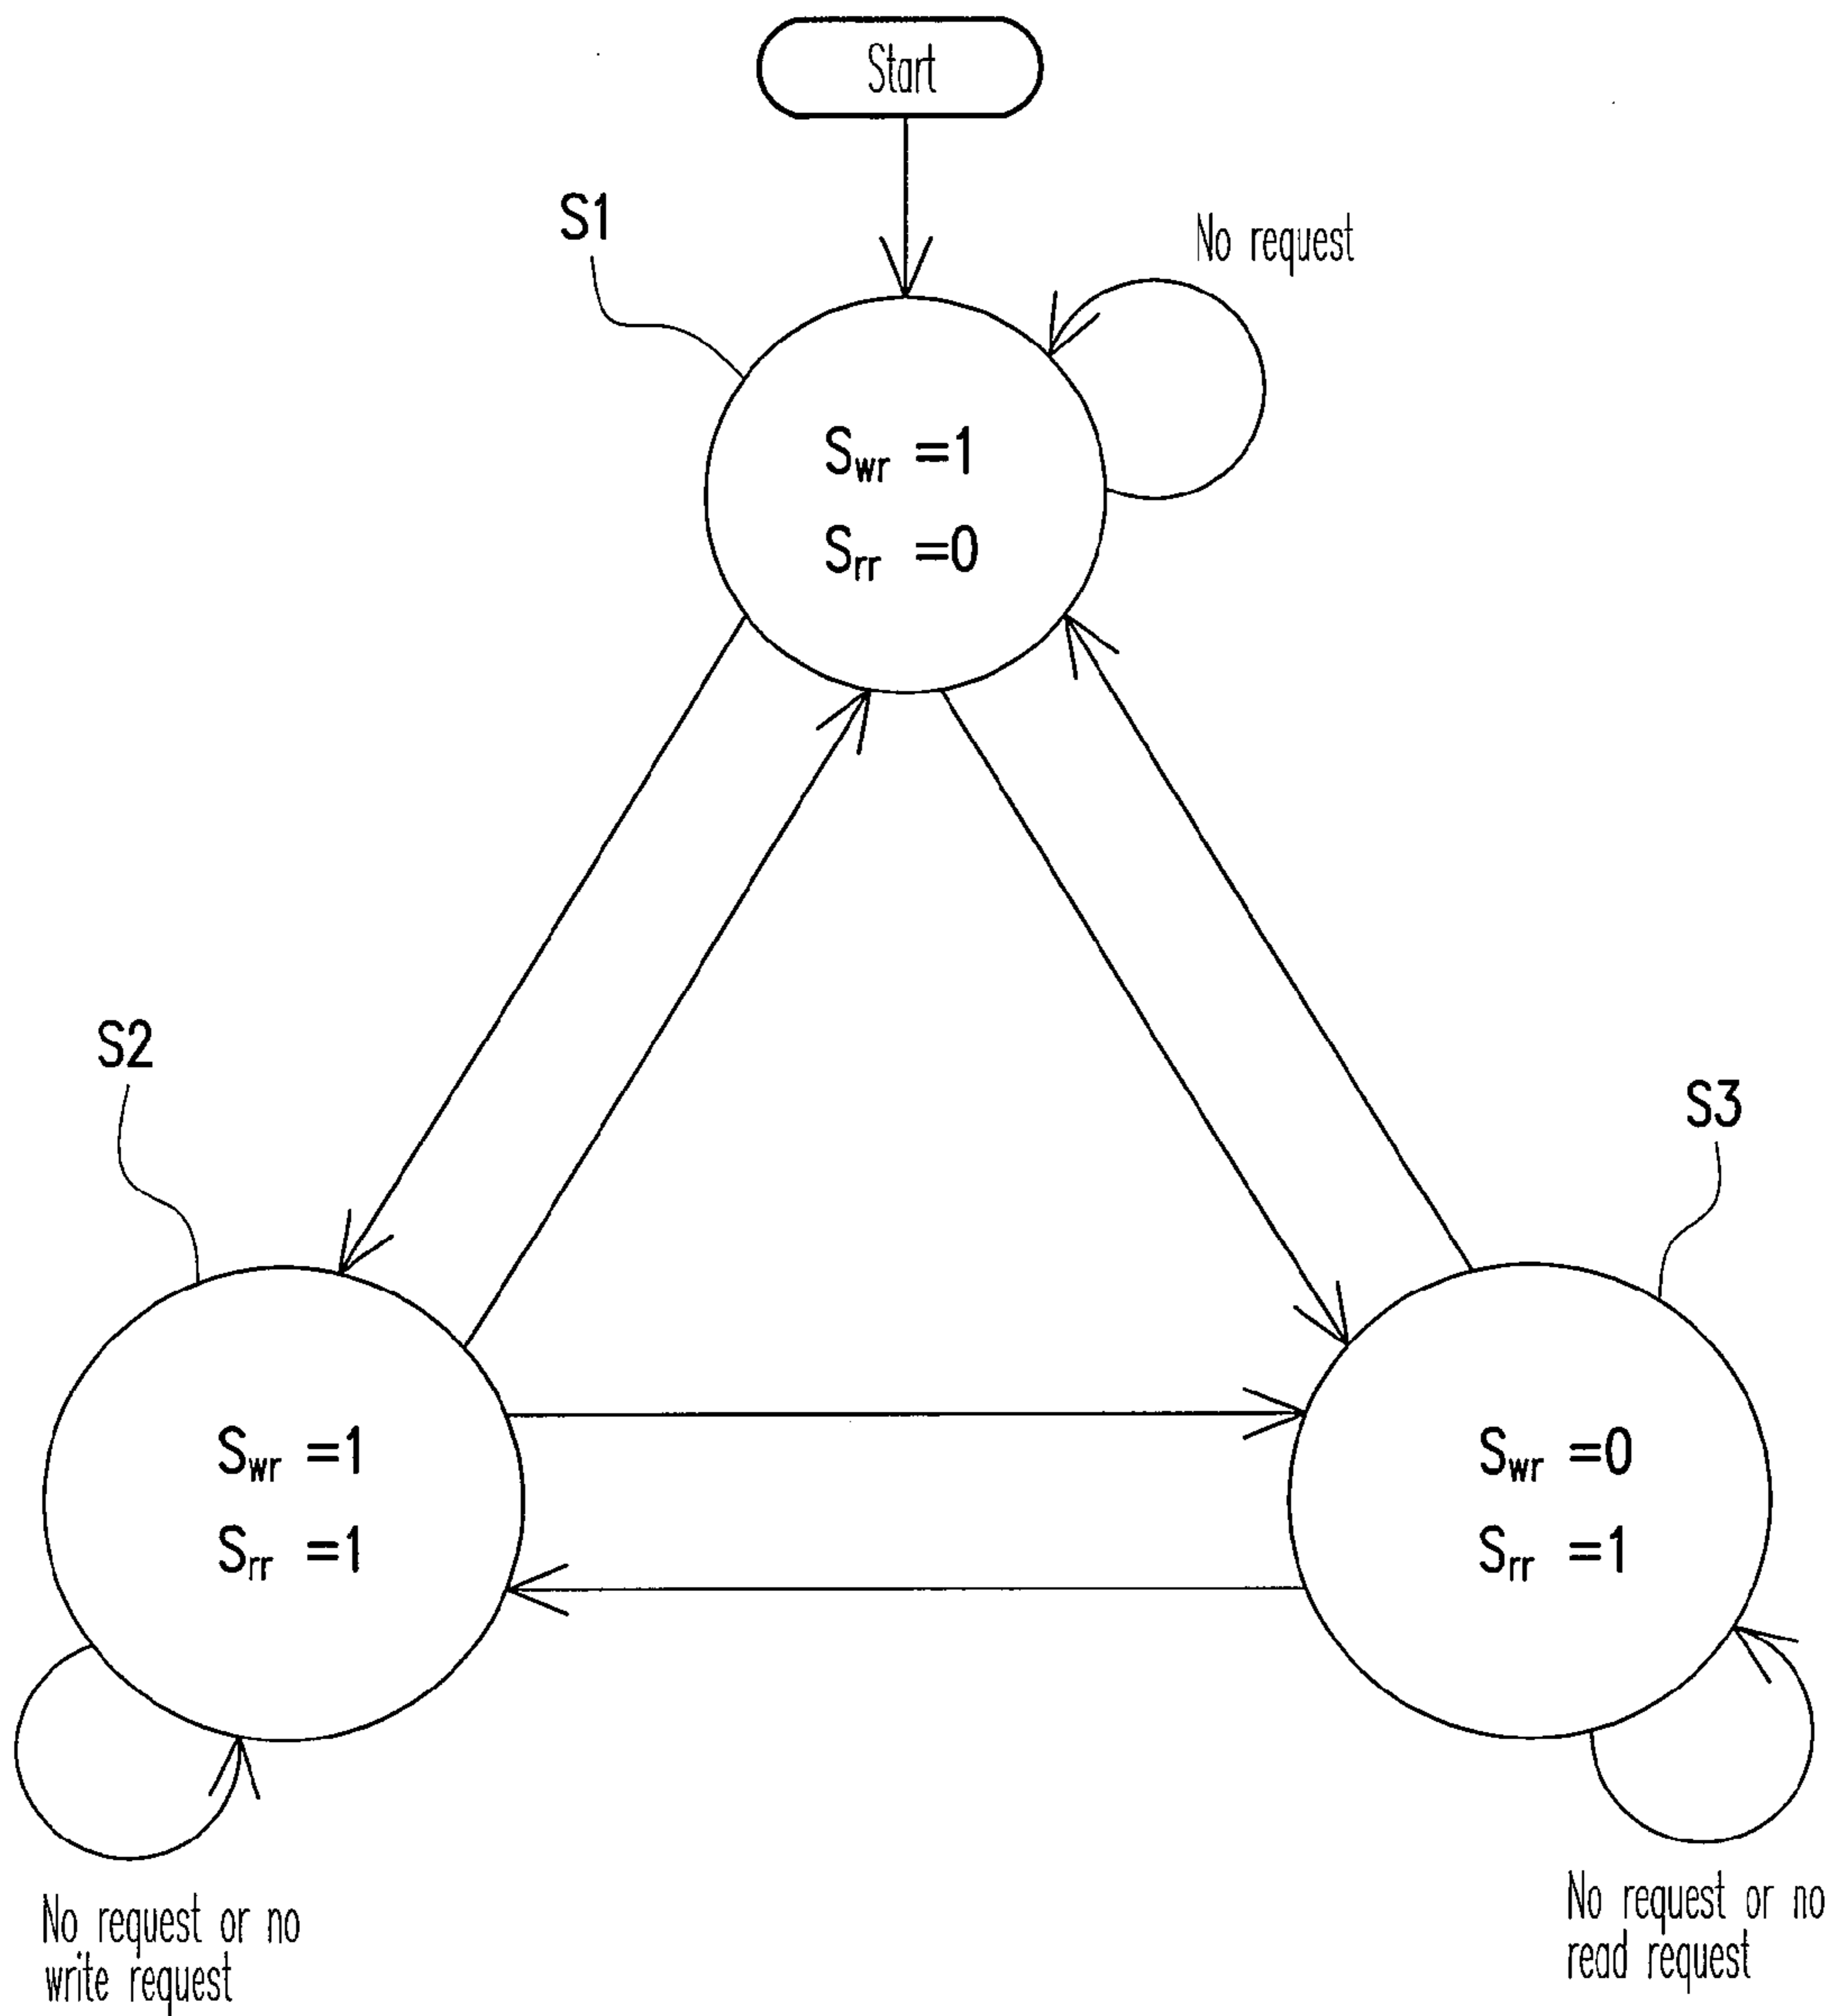 Start
S1
No request
Swr =1
Srr =0
S2
S3
Swr =1
Srr =1
Swr =0
Srr =1
No request or no
write request
No request or no
read request